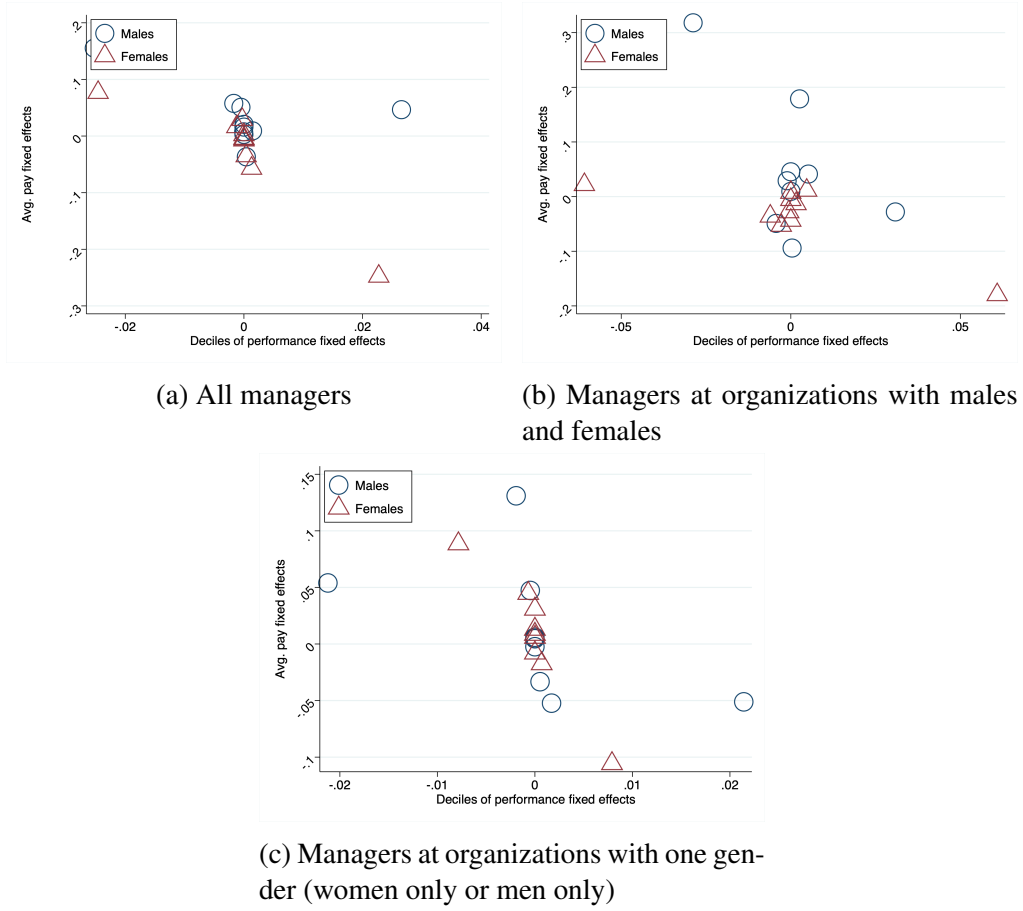 Males
Females
.2
.1
0
-.1
-.2
-.3
Avg. pay fixed effects
-.02
0
.02
.04
Deciles of performance fixed effects
(a) All managers
Males
Females
.3
.2
.1
0
-.1
-.2
Avg. pay fixed effects
-.05
0
.05
Deciles of performance fixed effects
(b) Managers at organizations with males
and females
Males
Females
.15
.1
.05
0
-.05
-.1
Avg. pay fixed effects
-.02
-.01
0
.01
.02
Deciles of performance fixed effects
(c) Managers at organizations with one gen-
der (women only or men only)